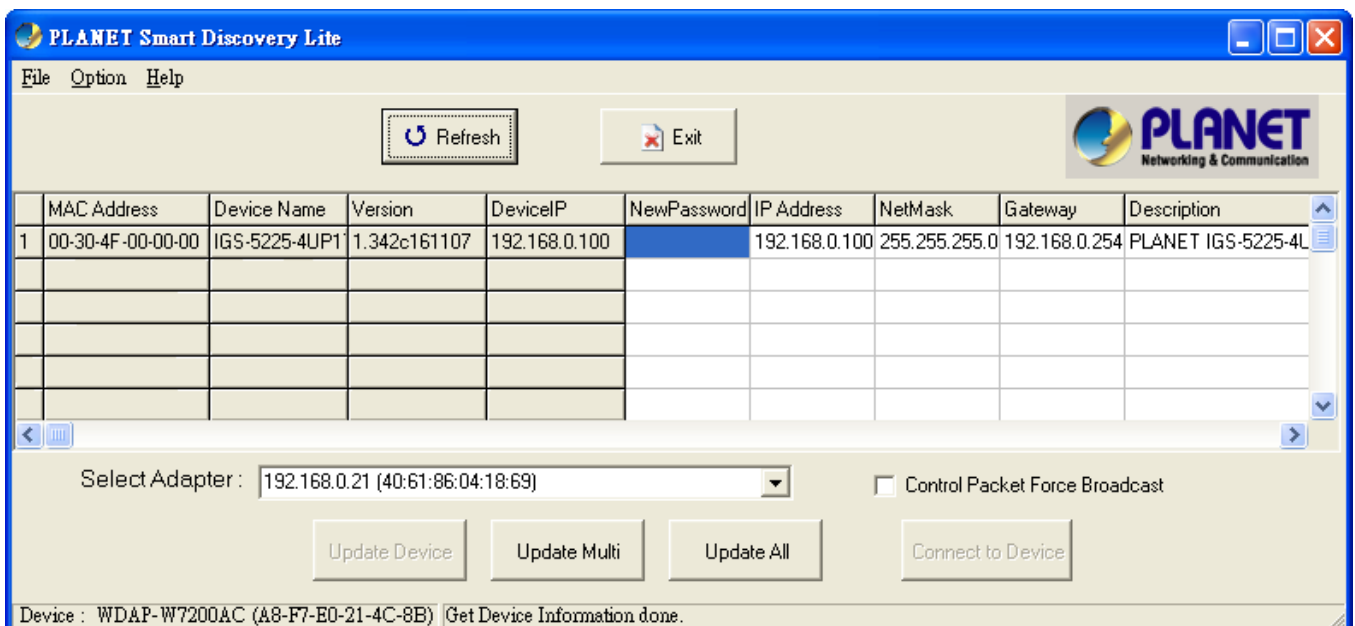 PLANET Smart Discovery Lite
File Option Help
Refresh Exit
PLANET
Networking & Communication
MAC Address Device Name Version DeviceIP NewPassword IP Address NetMask Gateway Description
1 00-30-4F-00-00-00 IGS-5225-4UP1 1.342c161107 192.168.0.100 192.168.0.100 255.255.255.0 192.168.0.254 PLANET IGS-5225-4L
Select Adapter : 192.168.0.21 (40:61:86:04:18:69) Control Packet Force Broadcast
Update Device Update Multi Update All Connect to Device
Device : WDAP-W7200AC (A8-F7-E0-21-4C-8B) Get Device Information done.